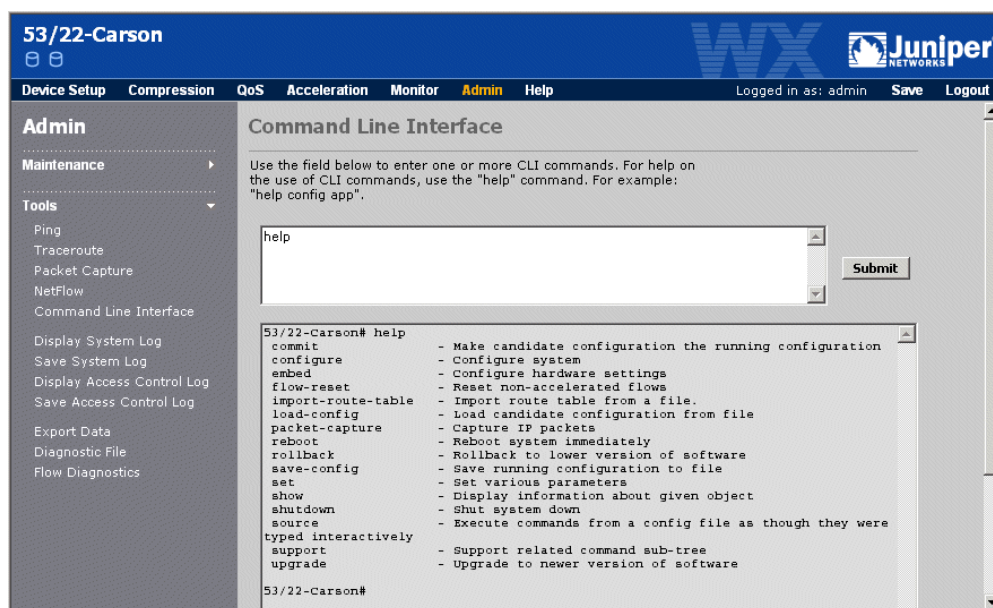 53/22-Carson
WX
Juniper
NETWORKS
Device Setup Compression QoS Acceleration Monitor Admin Help Logged in as: admin Save Logout
Admin
Maintenance
Tools
Ping
Traceroute
Packet Capture
NetFlow
Command Line Interface
Display System Log
Save System Log
Display Access Control Log
Save Access Control Log
Export Data
Diagnostic File
Flow Diagnostics
Command Line Interface
Use the field below to enter one or more CLI commands. For help on
the use of CLI commands, use the "help" command. For example:
"help config app".
help
Submit
53/22-Carson# help
commit - Make candidate configuration the running configuration
configure - Configure system
embed - Configure hardware settings
flow-reset - Reset non-accelerated flows
import-route-table - Import route table from a file.
load-config - Load candidate configuration from file
packet-capture - Capture IP packets
reboot - Reboot system immediately
rollback - Rollback to lower version of software
save-config - Save running configuration to file
set - Set various parameters
show - Display information about given object
shutdown - Shut system down
source - Execute commands from a config file as though they were
typed interactively
support - Support related command sub-tree
upgrade - Upgrade to newer version of software
53/22-Carson#